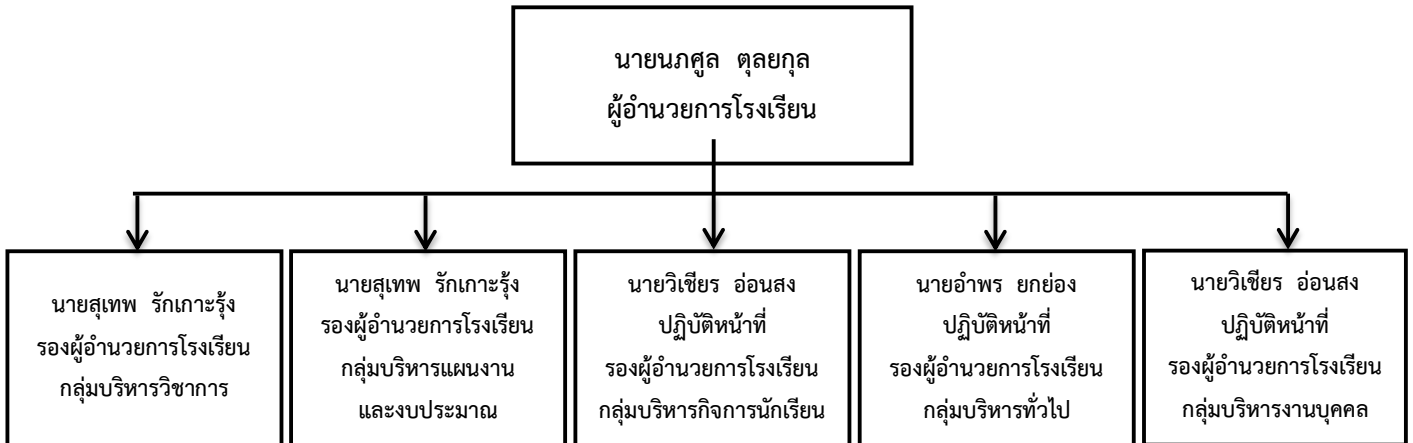 นายนภศูล  ตุลยกุล
ผู้อำนวยการโรงเรียน
นายสุเทพ  รักเกาะรุ้ง
รองผู้อำนวยการโรงเรียน
กลุ่มบริหารวิชาการ
นายสุเทพ  รักเกาะรุ้ง
รองผู้อำนวยการโรงเรียน
กลุ่มบริหารแผนงาน
และงบประมาณ
นายวิเชียร  อ่อนสง
ปฏิบัติหน้าที่
รองผู้อำนวยการโรงเรียน
กลุ่มบริหารกิจการนักเรียน
นายอำพร  ยกย่อง
ปฏิบัติหน้าที่
รองผู้อำนวยการโรงเรียน
กลุ่มบริหารทั่วไป
นายวิเชียร  อ่อนสง
ปฏิบัติหน้าที่
รองผู้อำนวยการโรงเรียน
กลุ่มบริหารงานบุคคล